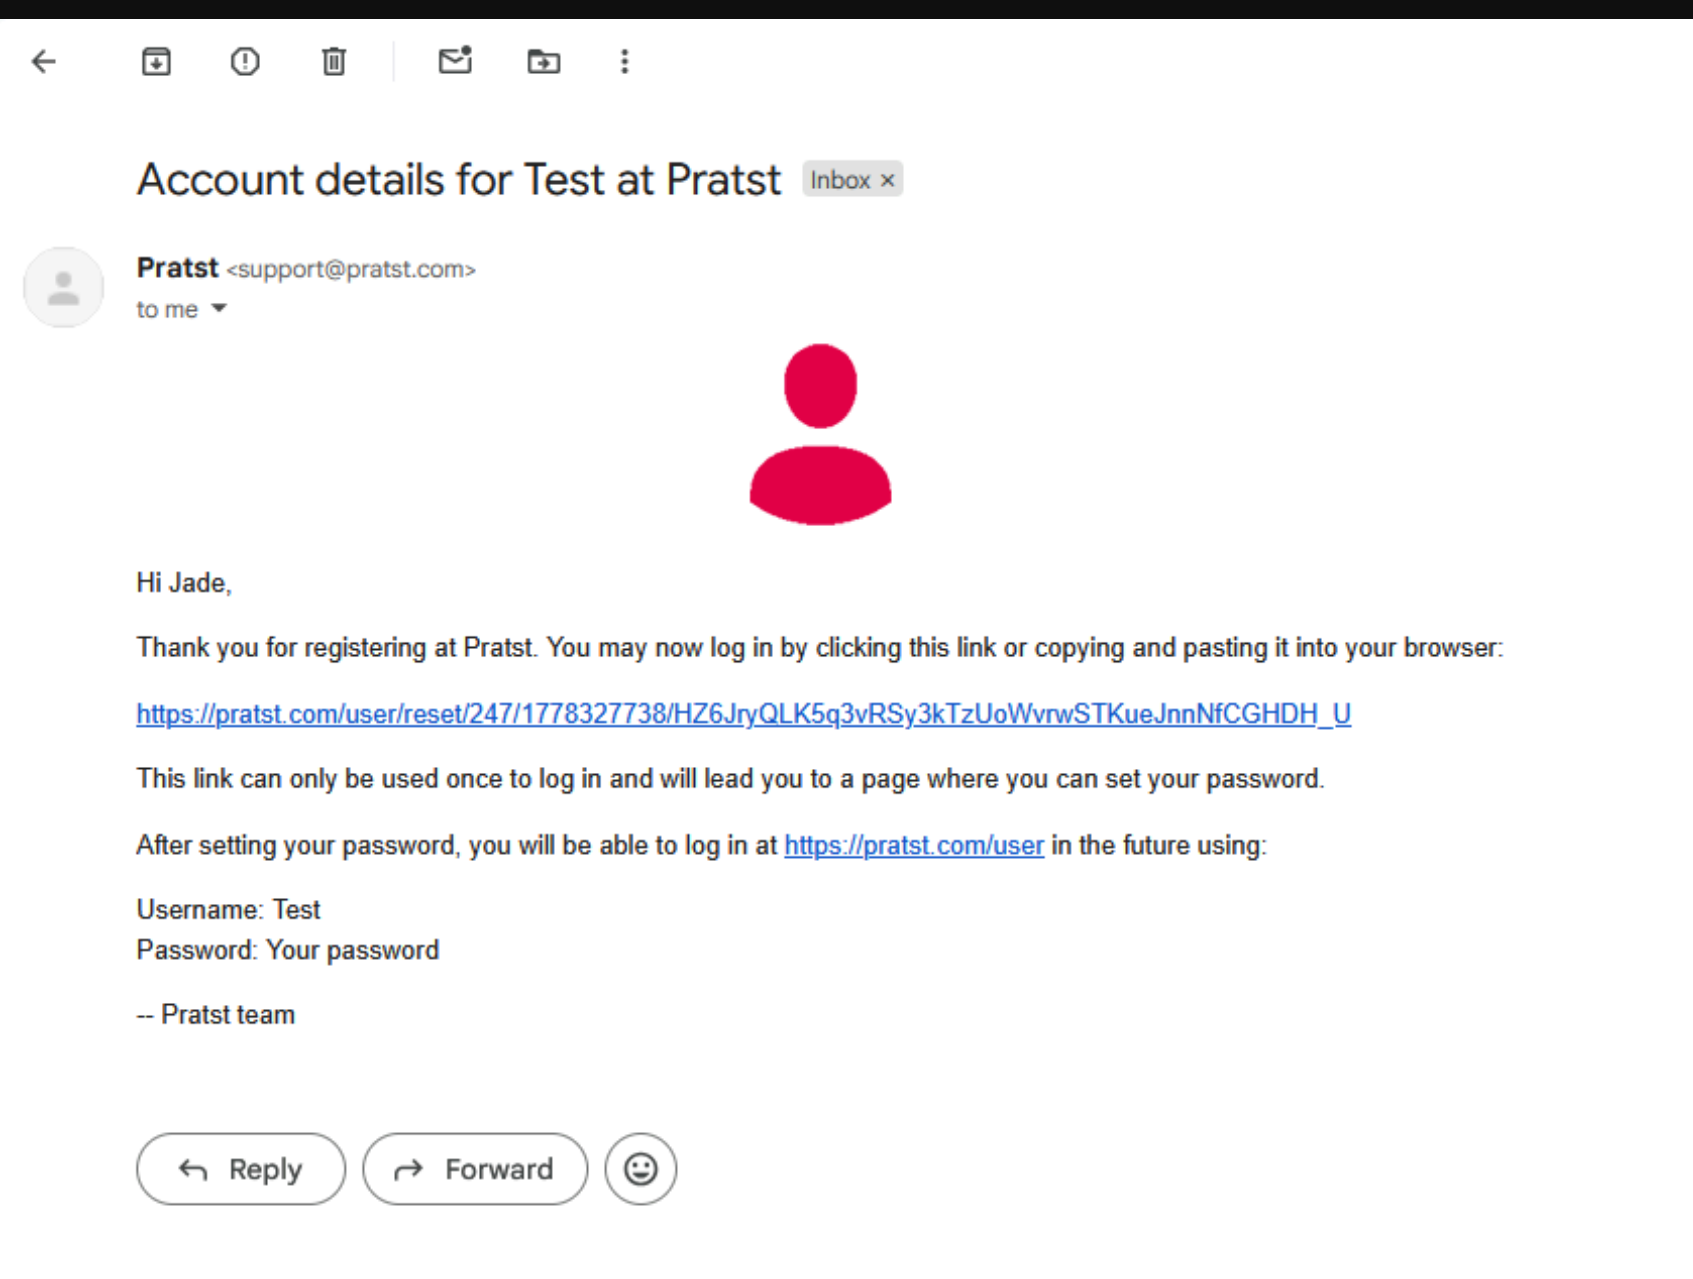 Account details for Test at Pratst Inbox ×
Pratst <support@pratst.com>
to me
Hi Jade,
Thank you for registering at Pratst. You may now log in by clicking this link or copying and pasting it into your browser:
https://pratst.com/user/reset/247/1778327738/HZ6JryQLK5q3vRSy3kTzUoWvrwSTKueJnnNfCGHDH_U
This link can only be used once to log in and will lead you to a page where you can set your password.
After setting your password, you will be able to log in at https://pratst.com/user in the future using:
Username: Test
Password: Your password
-- Pratst team
Reply Forward